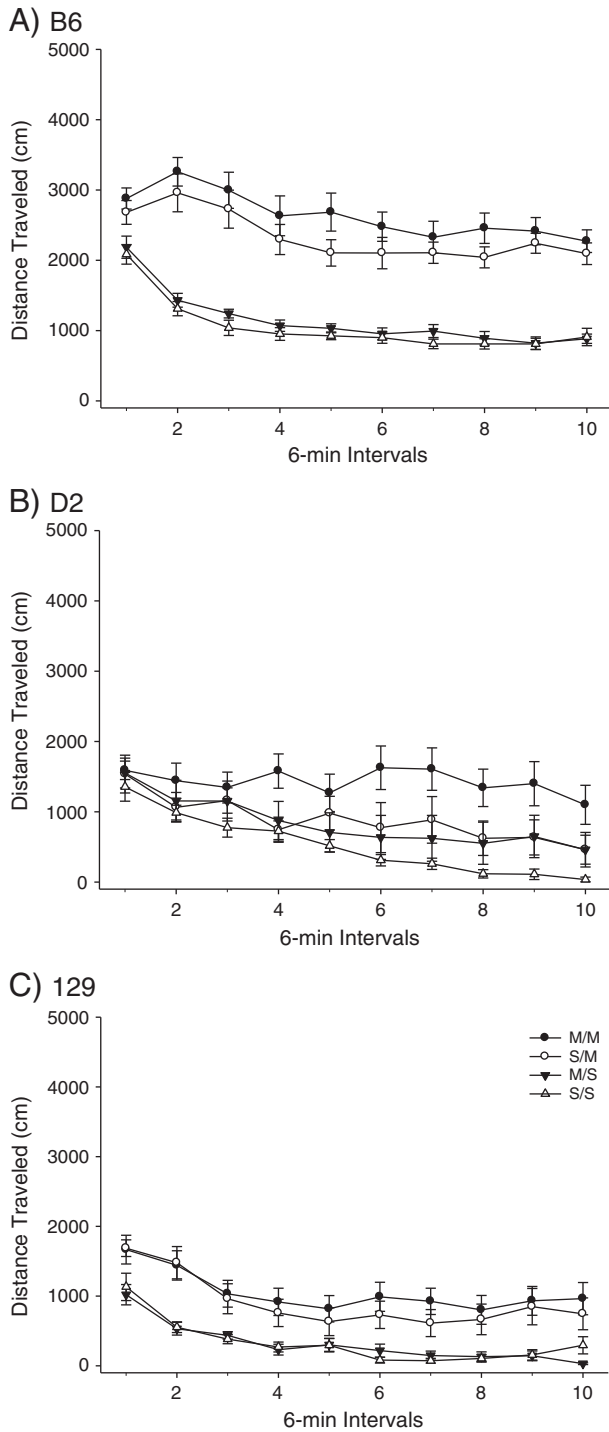 A) B6
5000
4000
3000
2000
1000
0
Distance Traveled (cm)
2 4 6 8 10
6-min Intervals
B) D2
5000
4000
3000
2000
1000
0
Distance Traveled (cm)
2 4 6 8 10
6-min Intervals
C) 129
5000
4000
3000
2000
1000
0
Distance Traveled (cm)
M/M
S/M
M/S
S/S
2 4 6 8 10
6-min Intervals